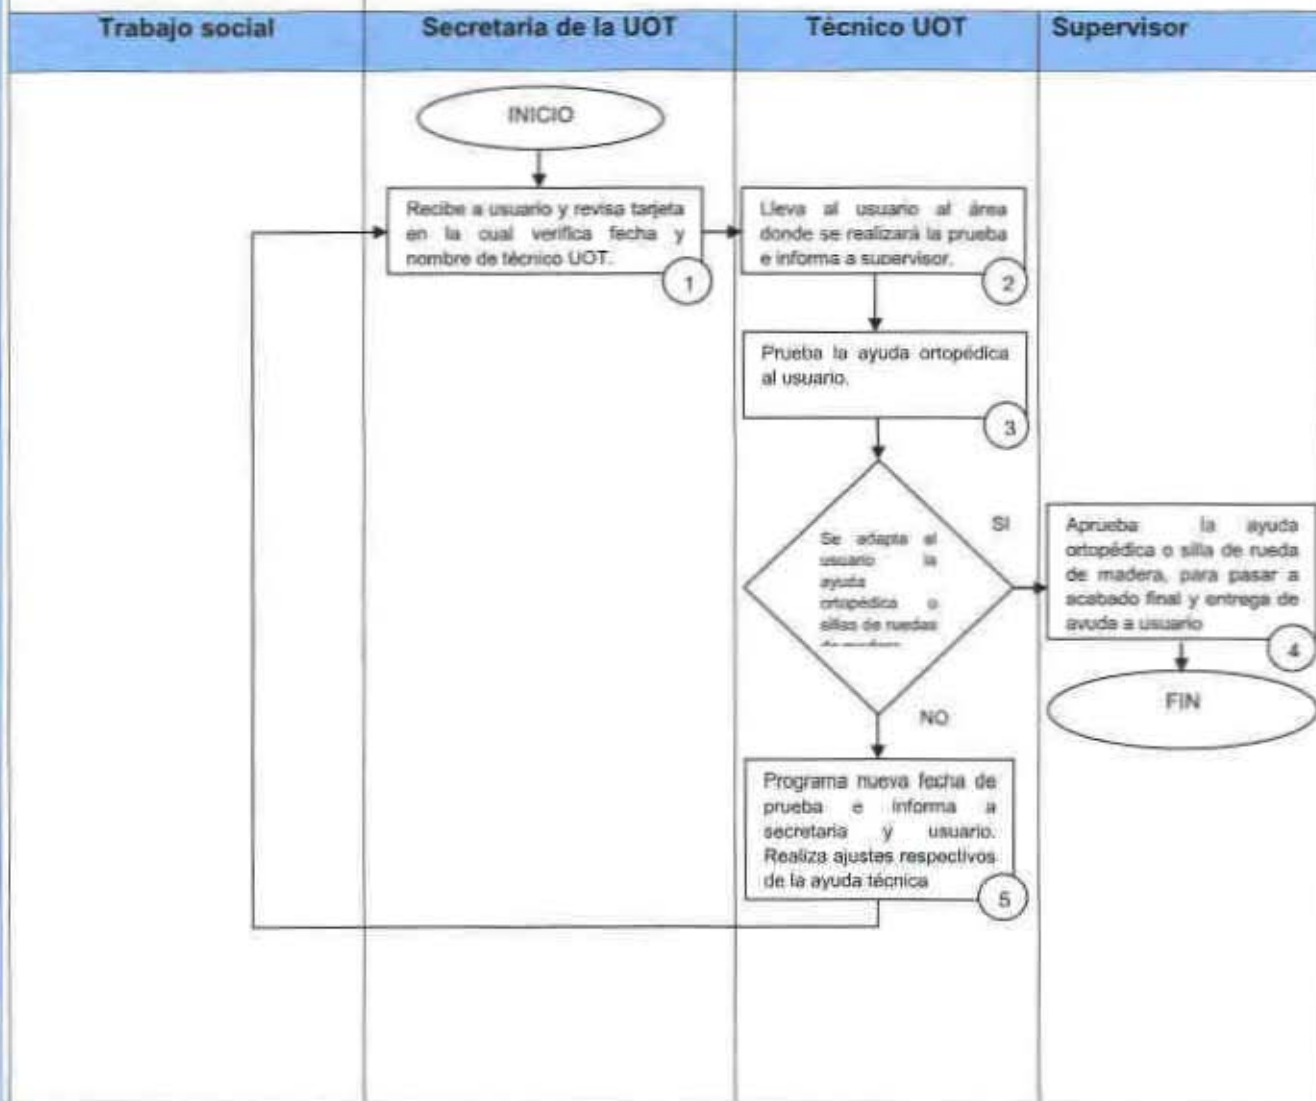 Trabajo social
Secretaria de la UOT
Técnico UOT
Supervisor
INICIO
Recibe a usuario y revisa tarjeta
en la cual verifica fecha y
nombre de técnico UOT.
1
Lleva al usuario al área
donde se realizará la prueba
e informa a supervisor.
2
Prueba la ayuda ortopédica
al usuario.
3
Se adapta al
usuario la
ayuda
ortopédica o
sillas de ruedas
de madera
SI
NO
Aprueba la ayuda
ortopédica o silla de rueda
de madera, para pasar a
acabado final y entrega de
ayuda a usuario
4
FIN
Programa nueva fecha de
prueba e informa a
secretaria y usuario.
Realiza ajustes respectivos
de la ayuda técnica
5